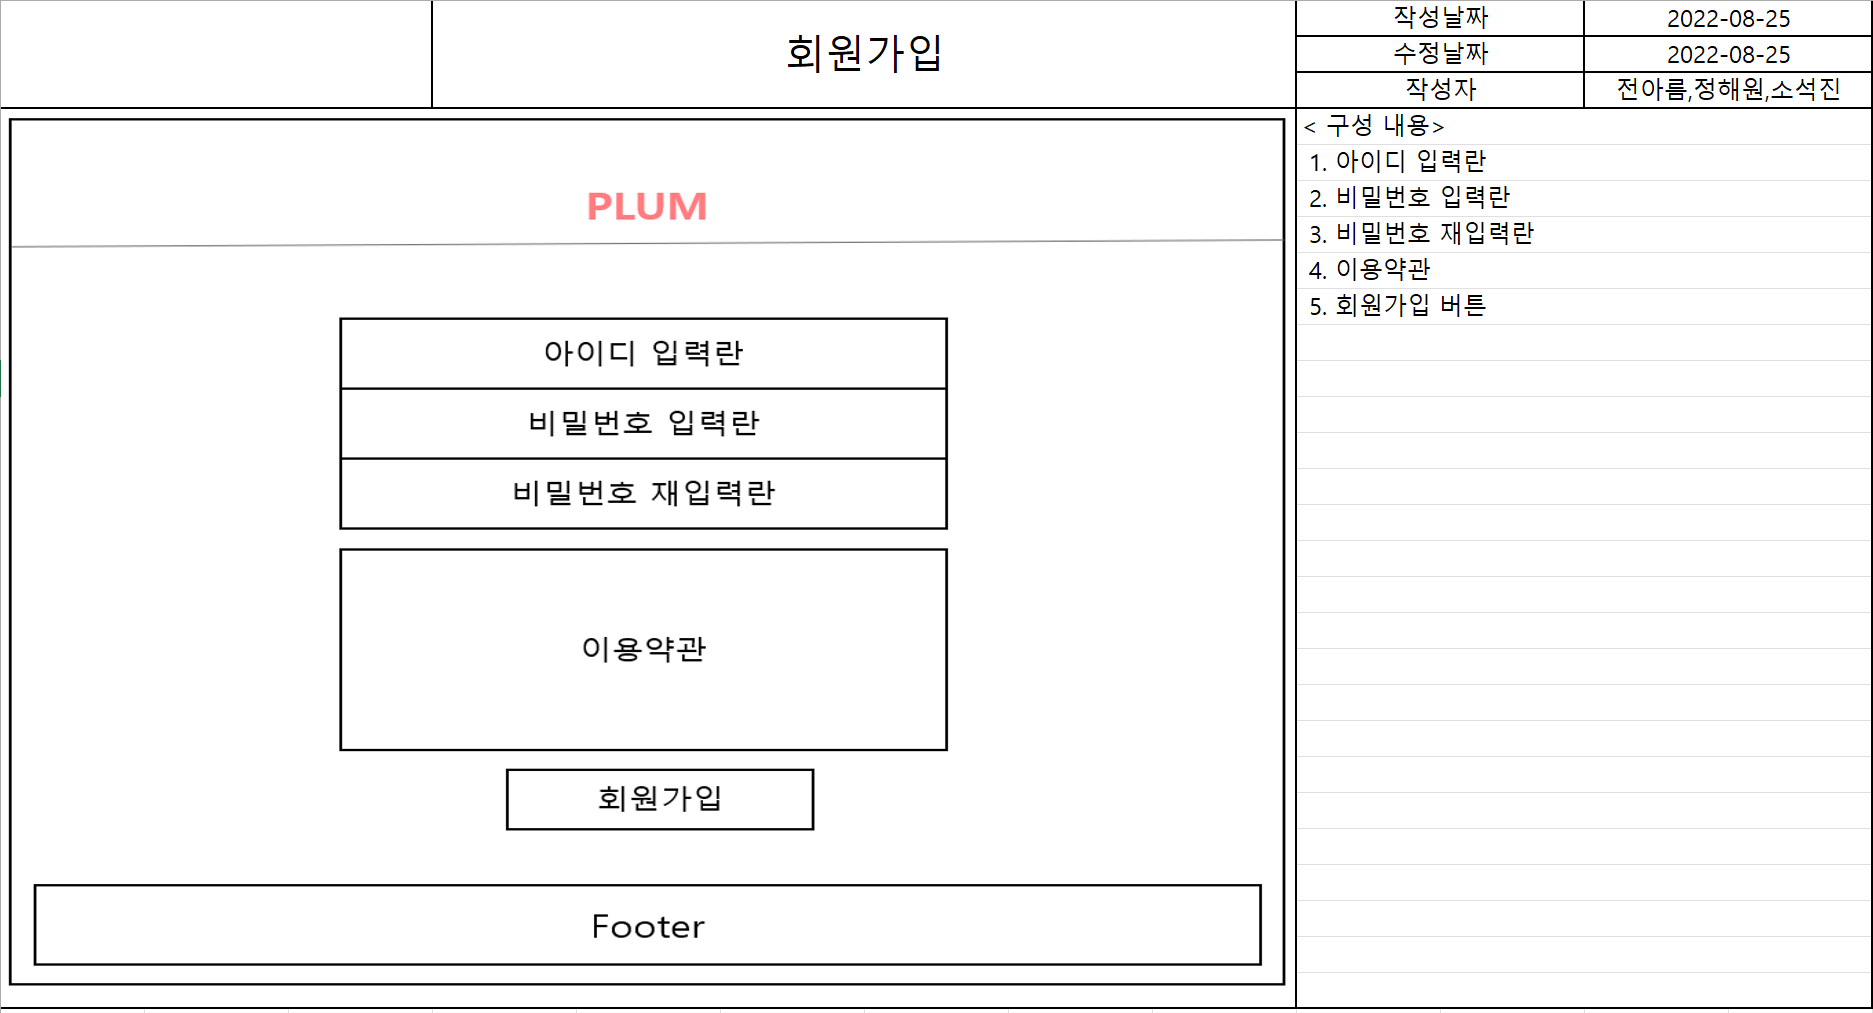 회원가입
작성날짜 2022-08-25
수정날짜 2022-08-25
작성자 전아름,정해원,소석진
PLUM
아이디 입력란
비밀번호 입력란
비밀번호 재입력란
이용약관
회원가입
Footer
< 구성 내용>
1. 아이디 입력란
2. 비밀번호 입력란
3. 비밀번호 재입력란
4. 이용약관
5. 회원가입 버튼